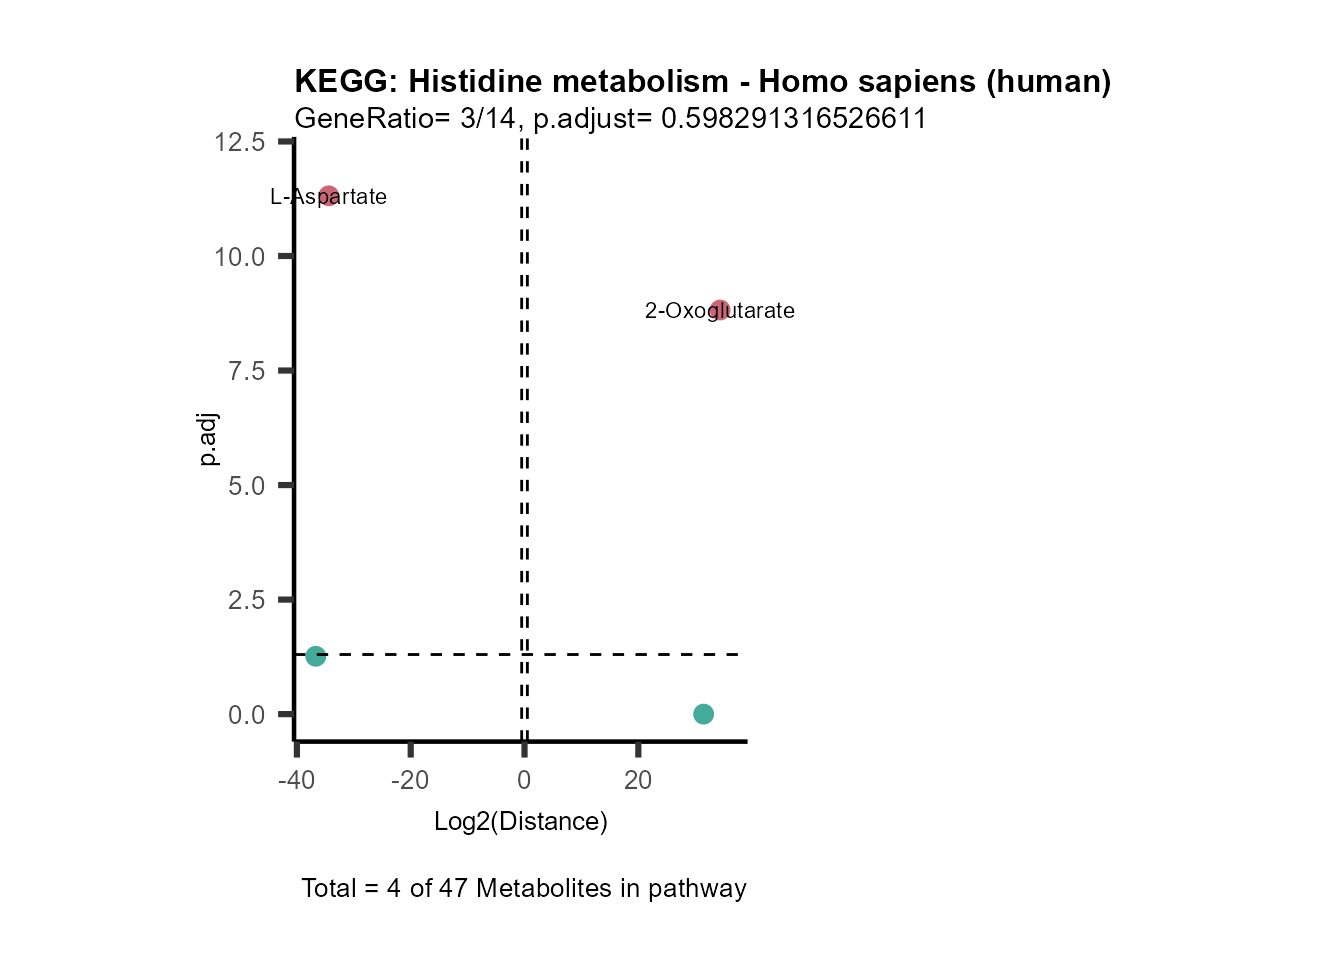 KEGG: Histidine metabolism - Homo sapiens (human)
GeneRatio= 3/14, p.adjust= 0.598291316526611
12.5
L-Aspartate
10.0
2-Oxoglutarate
7.5
p.adj
5.0
2.5
0.0
-40 -20 0 20
Log2(Distance)
Total = 4 of 47 Metabolites in pathway